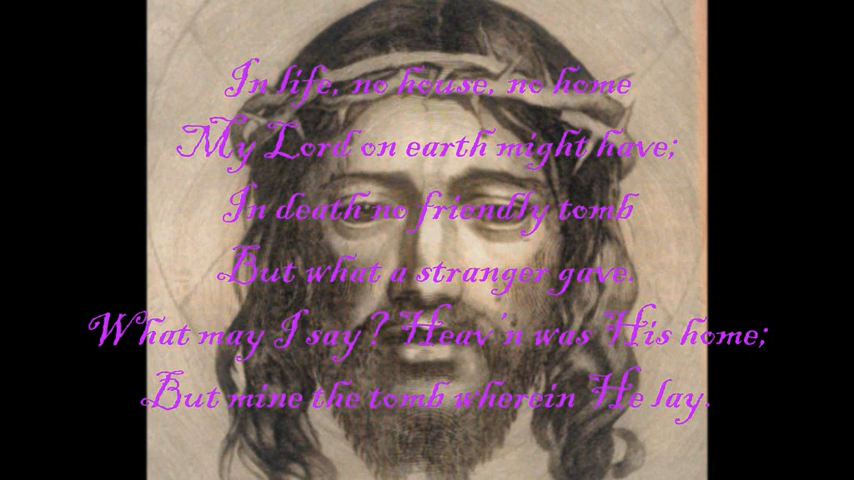 In life, no house, no home
My Lord on earth might have;
In death no friendly tomb
But what a stranger gave.
What may I say? Heav'n was His home;
But mine the tomb wherein He lay.